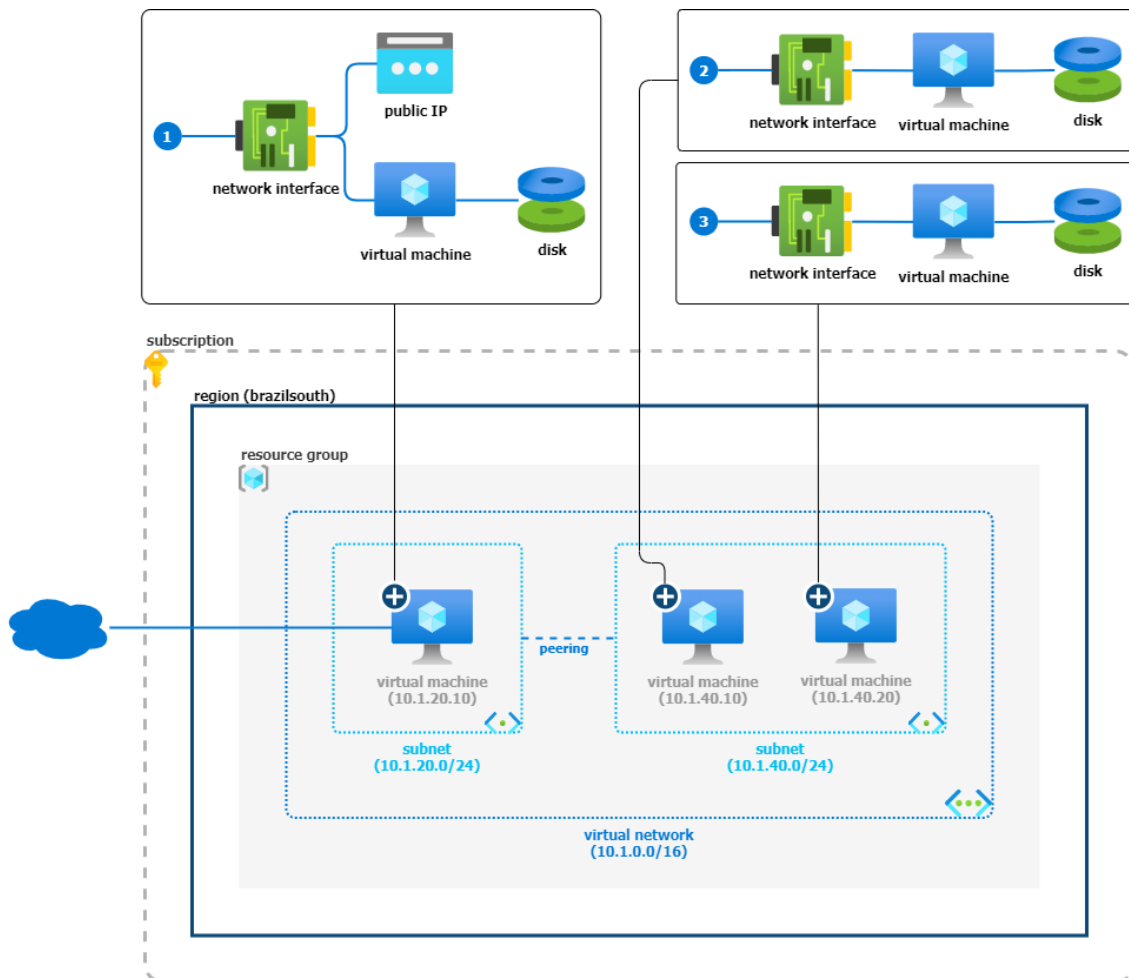 public IP
1
network interface
virtual machine
disk
2
network interface
virtual machine
disk
3
network interface
virtual machine
disk
subscription
region (brazilsouth)
resource group
peering
virtual machine
(10.1.20.10)
virtual machine
(10.1.40.10)
virtual machine
(10.1.40.20)
subnet
(10.1.20.0/24)
subnet
(10.1.40.0/24)
virtual network
(10.1.0.0/16)